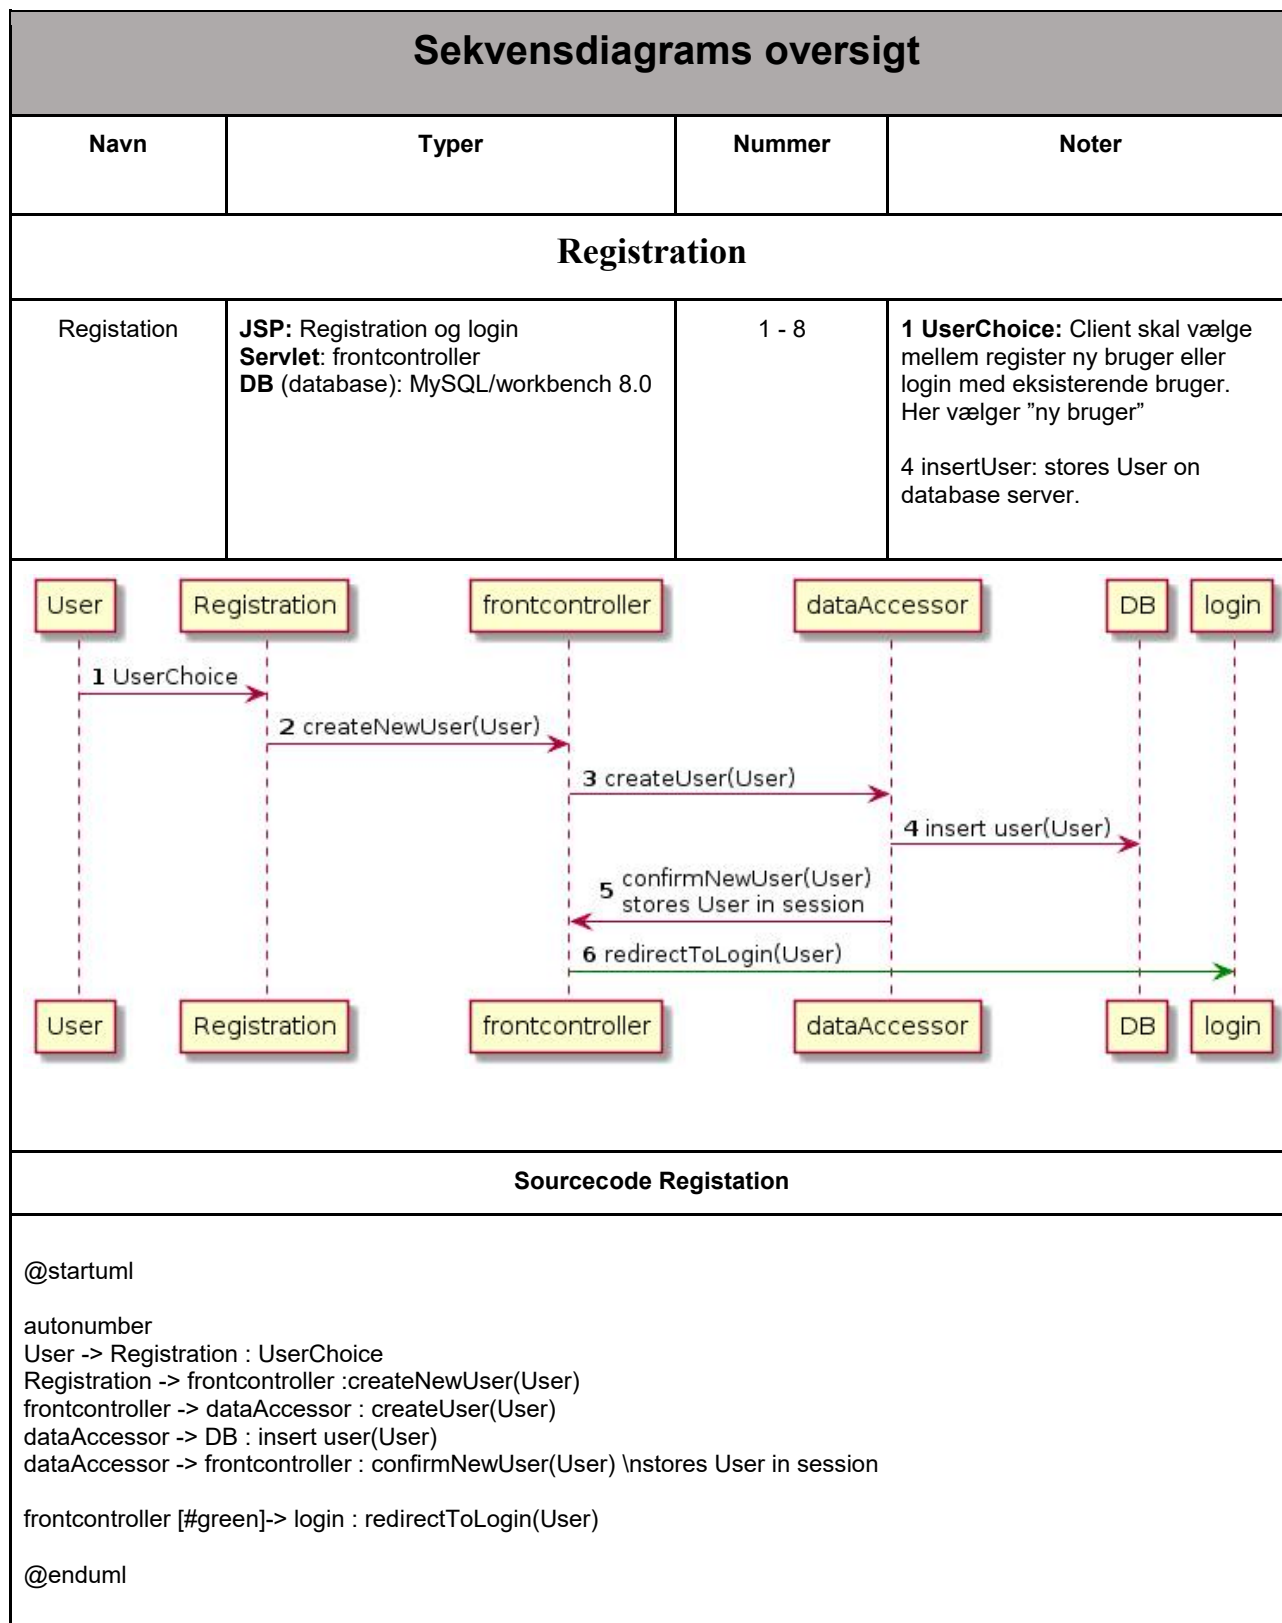 Sekvensdiagrams oversigt
Navn
Typer
Nummer
Noter
Registration
Registation
JSP: Registration og login
Servlet: frontcontroller
DB (database): MySQL/workbench 8.0
1 - 8
1 UserChoice: Client skal vælge
mellem register ny bruger eller
login med eksisterende bruger.
Her vælger ”ny bruger”
4 insertUser: stores User on
database server.
User
Registration
frontcontroller
dataAccessor
DB
login
1 UserChoice
2 createNewUser(User)
3 createUser(User)
4 insert user(User)
5 confirmNewUser(User)
stores User in session
6 redirectToLogin(User)
User
Registration
frontcontroller
dataAccessor
DB
login
Sourcecode Registation
@startuml
autonumber
User -> Registration : UserChoice
Registration -> frontcontroller :createNewUser(User)
frontcontroller -> dataAccessor : createUser(User)
dataAccessor -> DB : insert user(User)
dataAccessor -> frontcontroller : confirmNewUser(User) \nstores User in session
frontcontroller [#green]-> login : redirectToLogin(User)
@enduml